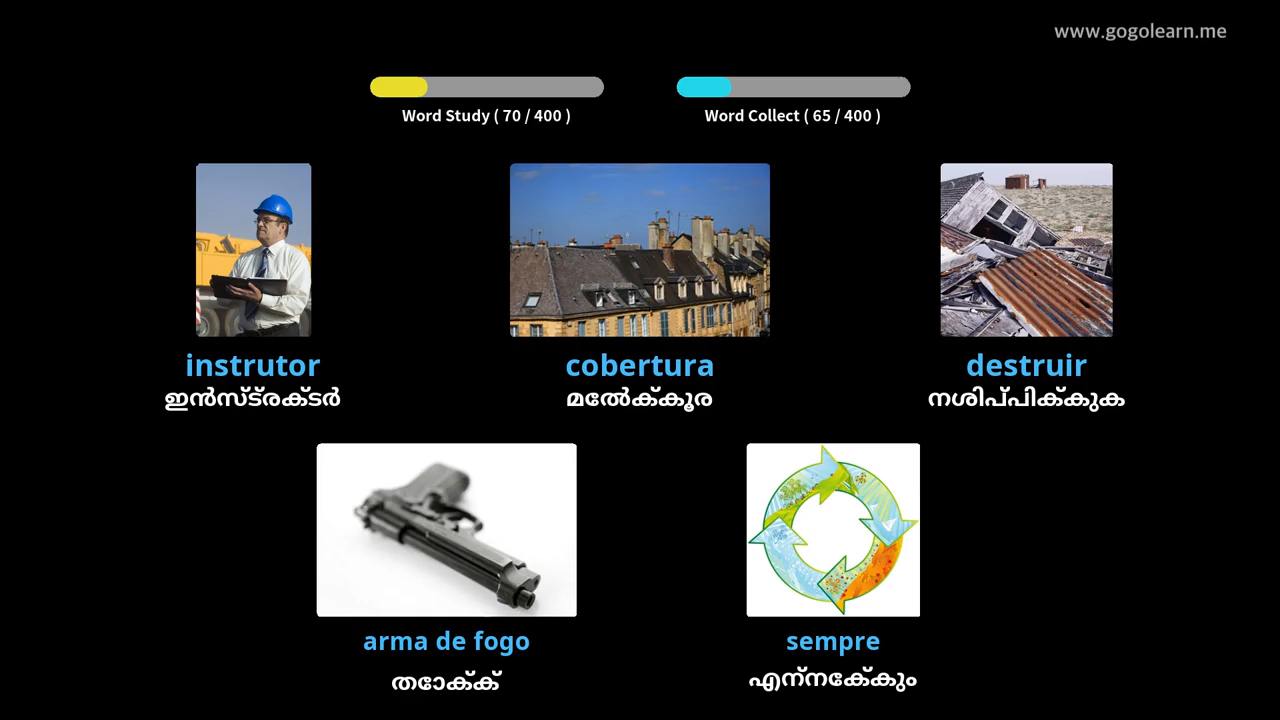 www.gogolearn.me
Word Study ( 70 / 400 )
Word Collect ( 65 / 400 )
instrutor
ഇൻസ്ട്രക്ടർ
cobertura
മേൽക്കൂര
destruir
നശിപ്പിക്കുക
arma de fogo
തോക്ക്
sempre
എന്നേക്കും